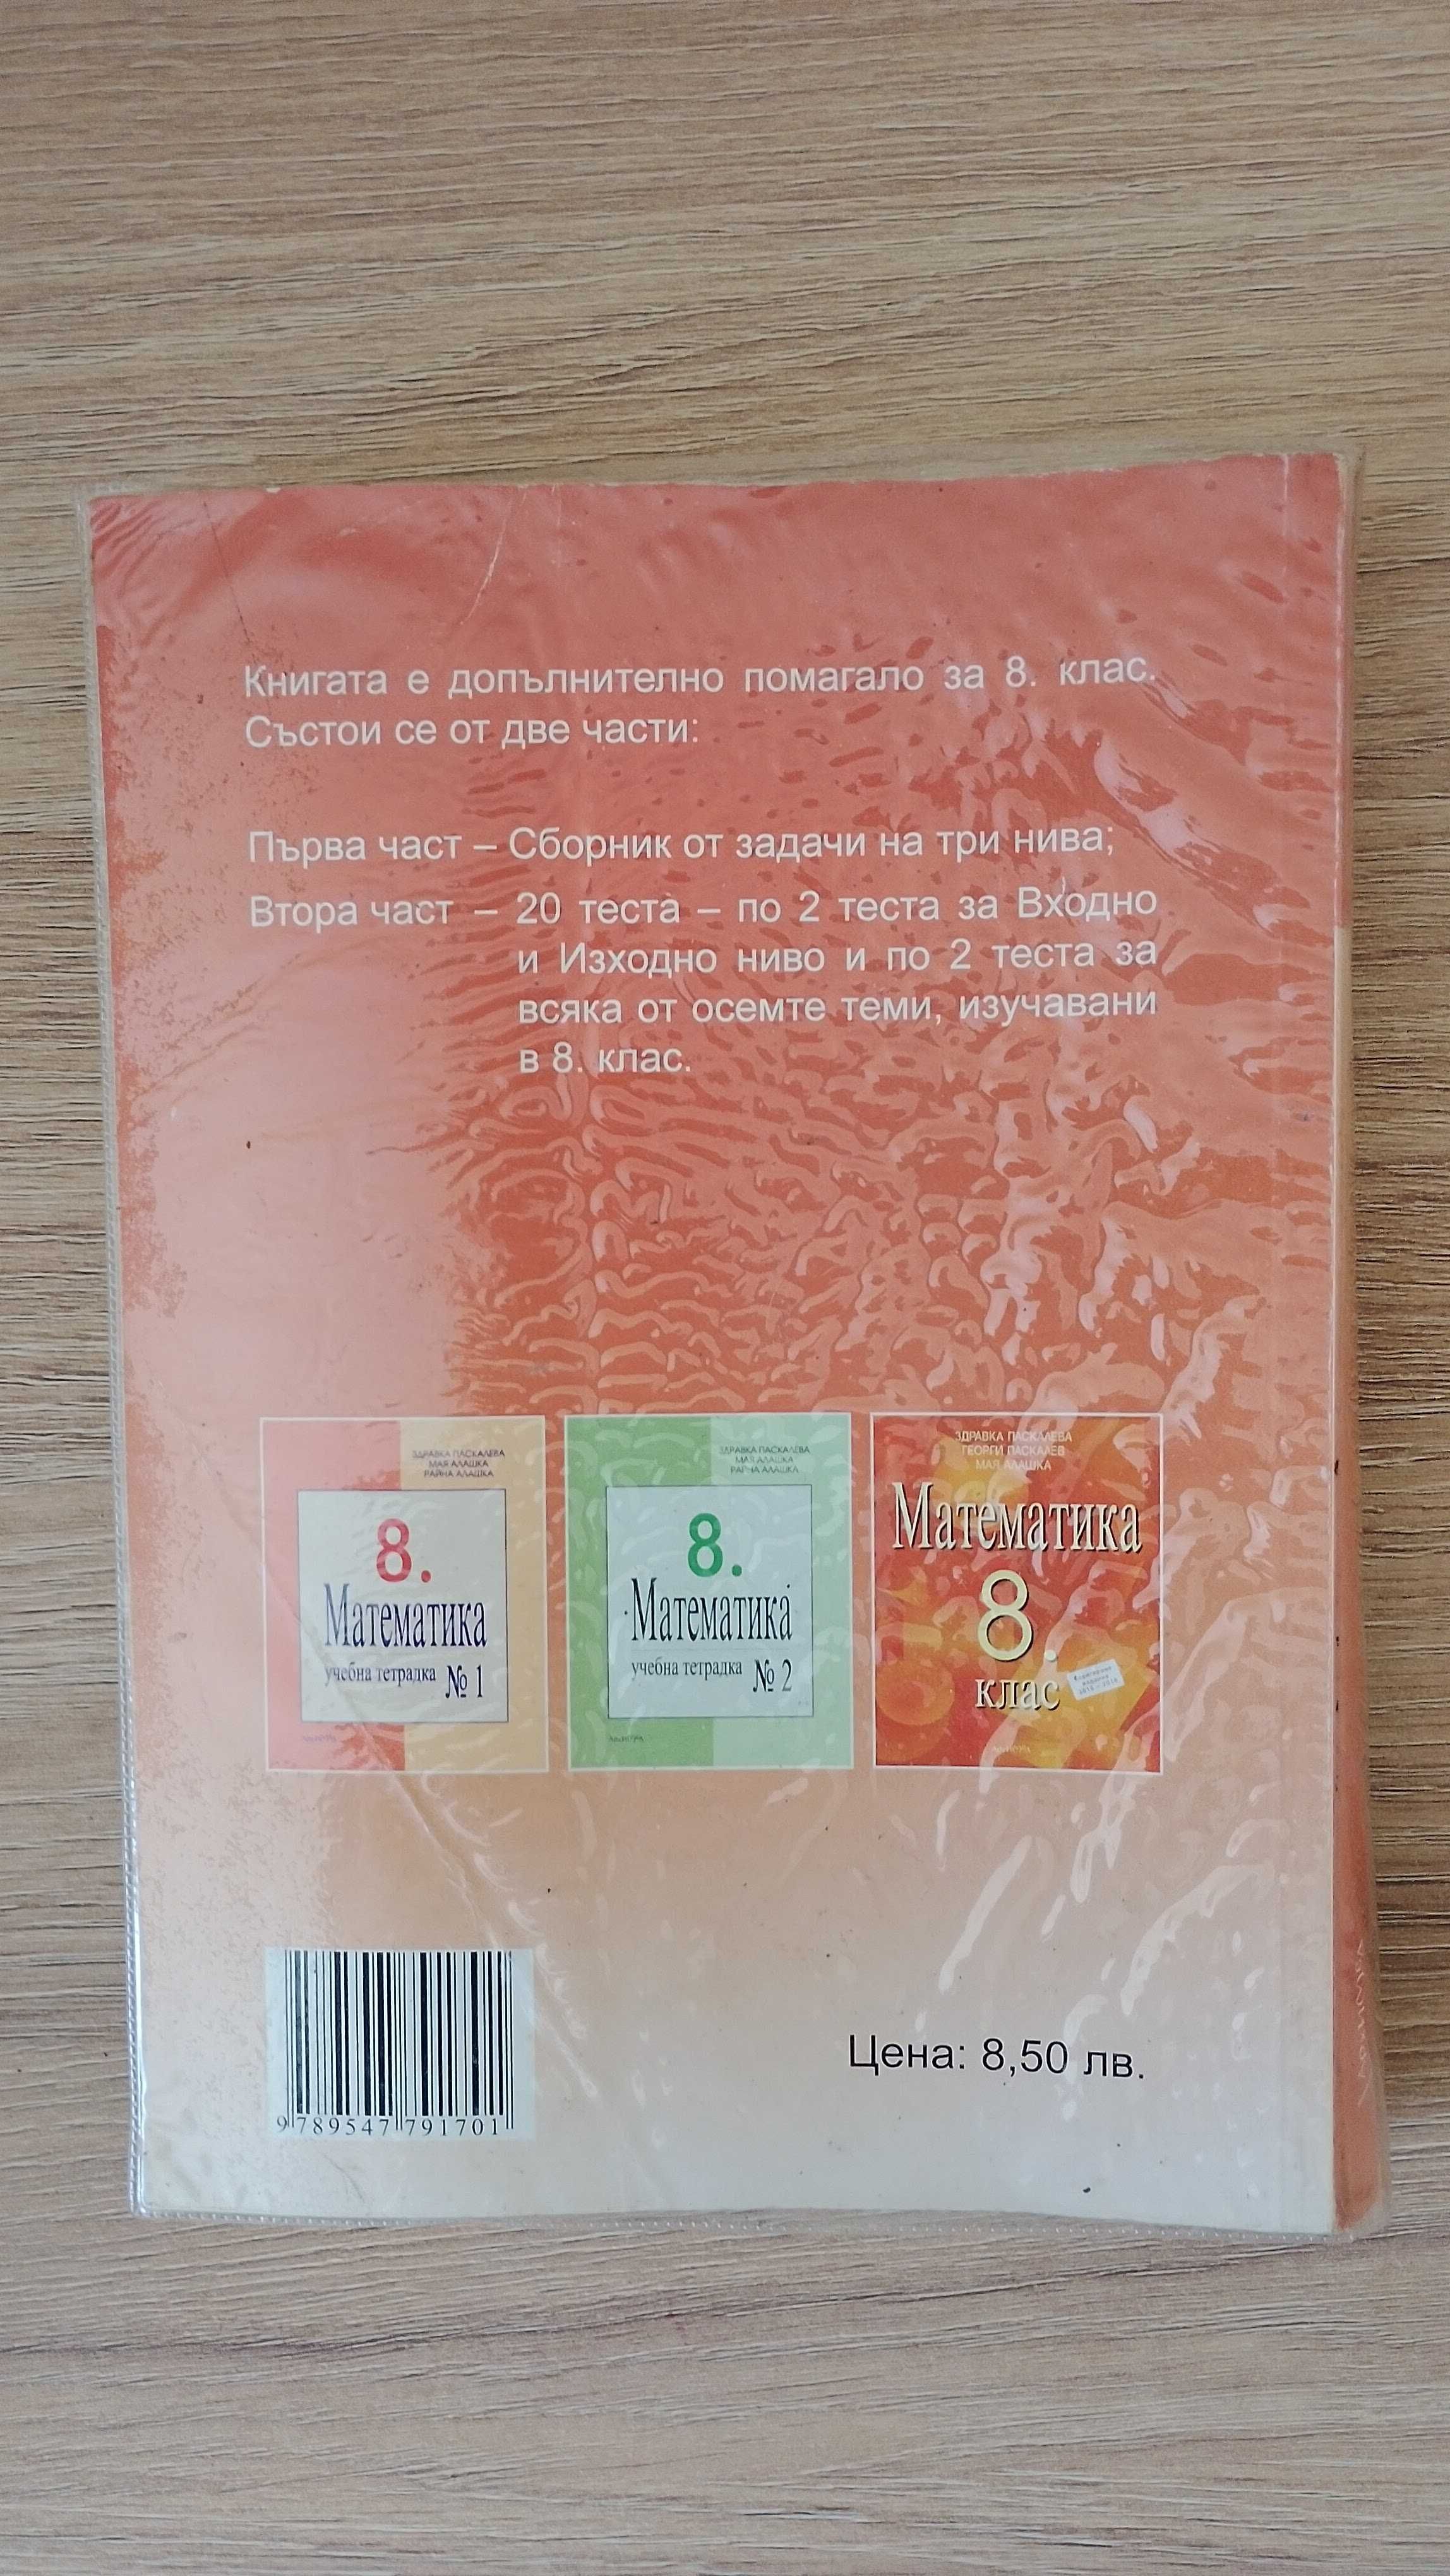 Книгата е допълнително помагало за 8. клас.
Състои се от две части:
Първа част – Сборник от задачи на три нива;
Втора част – 20 теста – по 2 теста за Входно
и Изходно ниво и по 2 теста за
всяка от осемте теми, изучавани
в 8. клас.
ЗДРАВКА ПАСКАЛЕВА
МАЯ АЛАШКА
РАЙНА АЛАШКА
8.
Математика
учебна тетрадка № 1
ЗДРАВКА ПАСКАЛЕВА
МАЯ АЛАШКА
РАЙНА АЛАШКА
8.
Математика
учебна тетрадка № 2
ЗДРАВКА ПАСКАЛЕВА
ГЕОРГИ ПАСКАЛЕВ
МАЯ АЛАШКА
Математика
8.
клас
Цена: 8,50 лв.
9 789547 791701